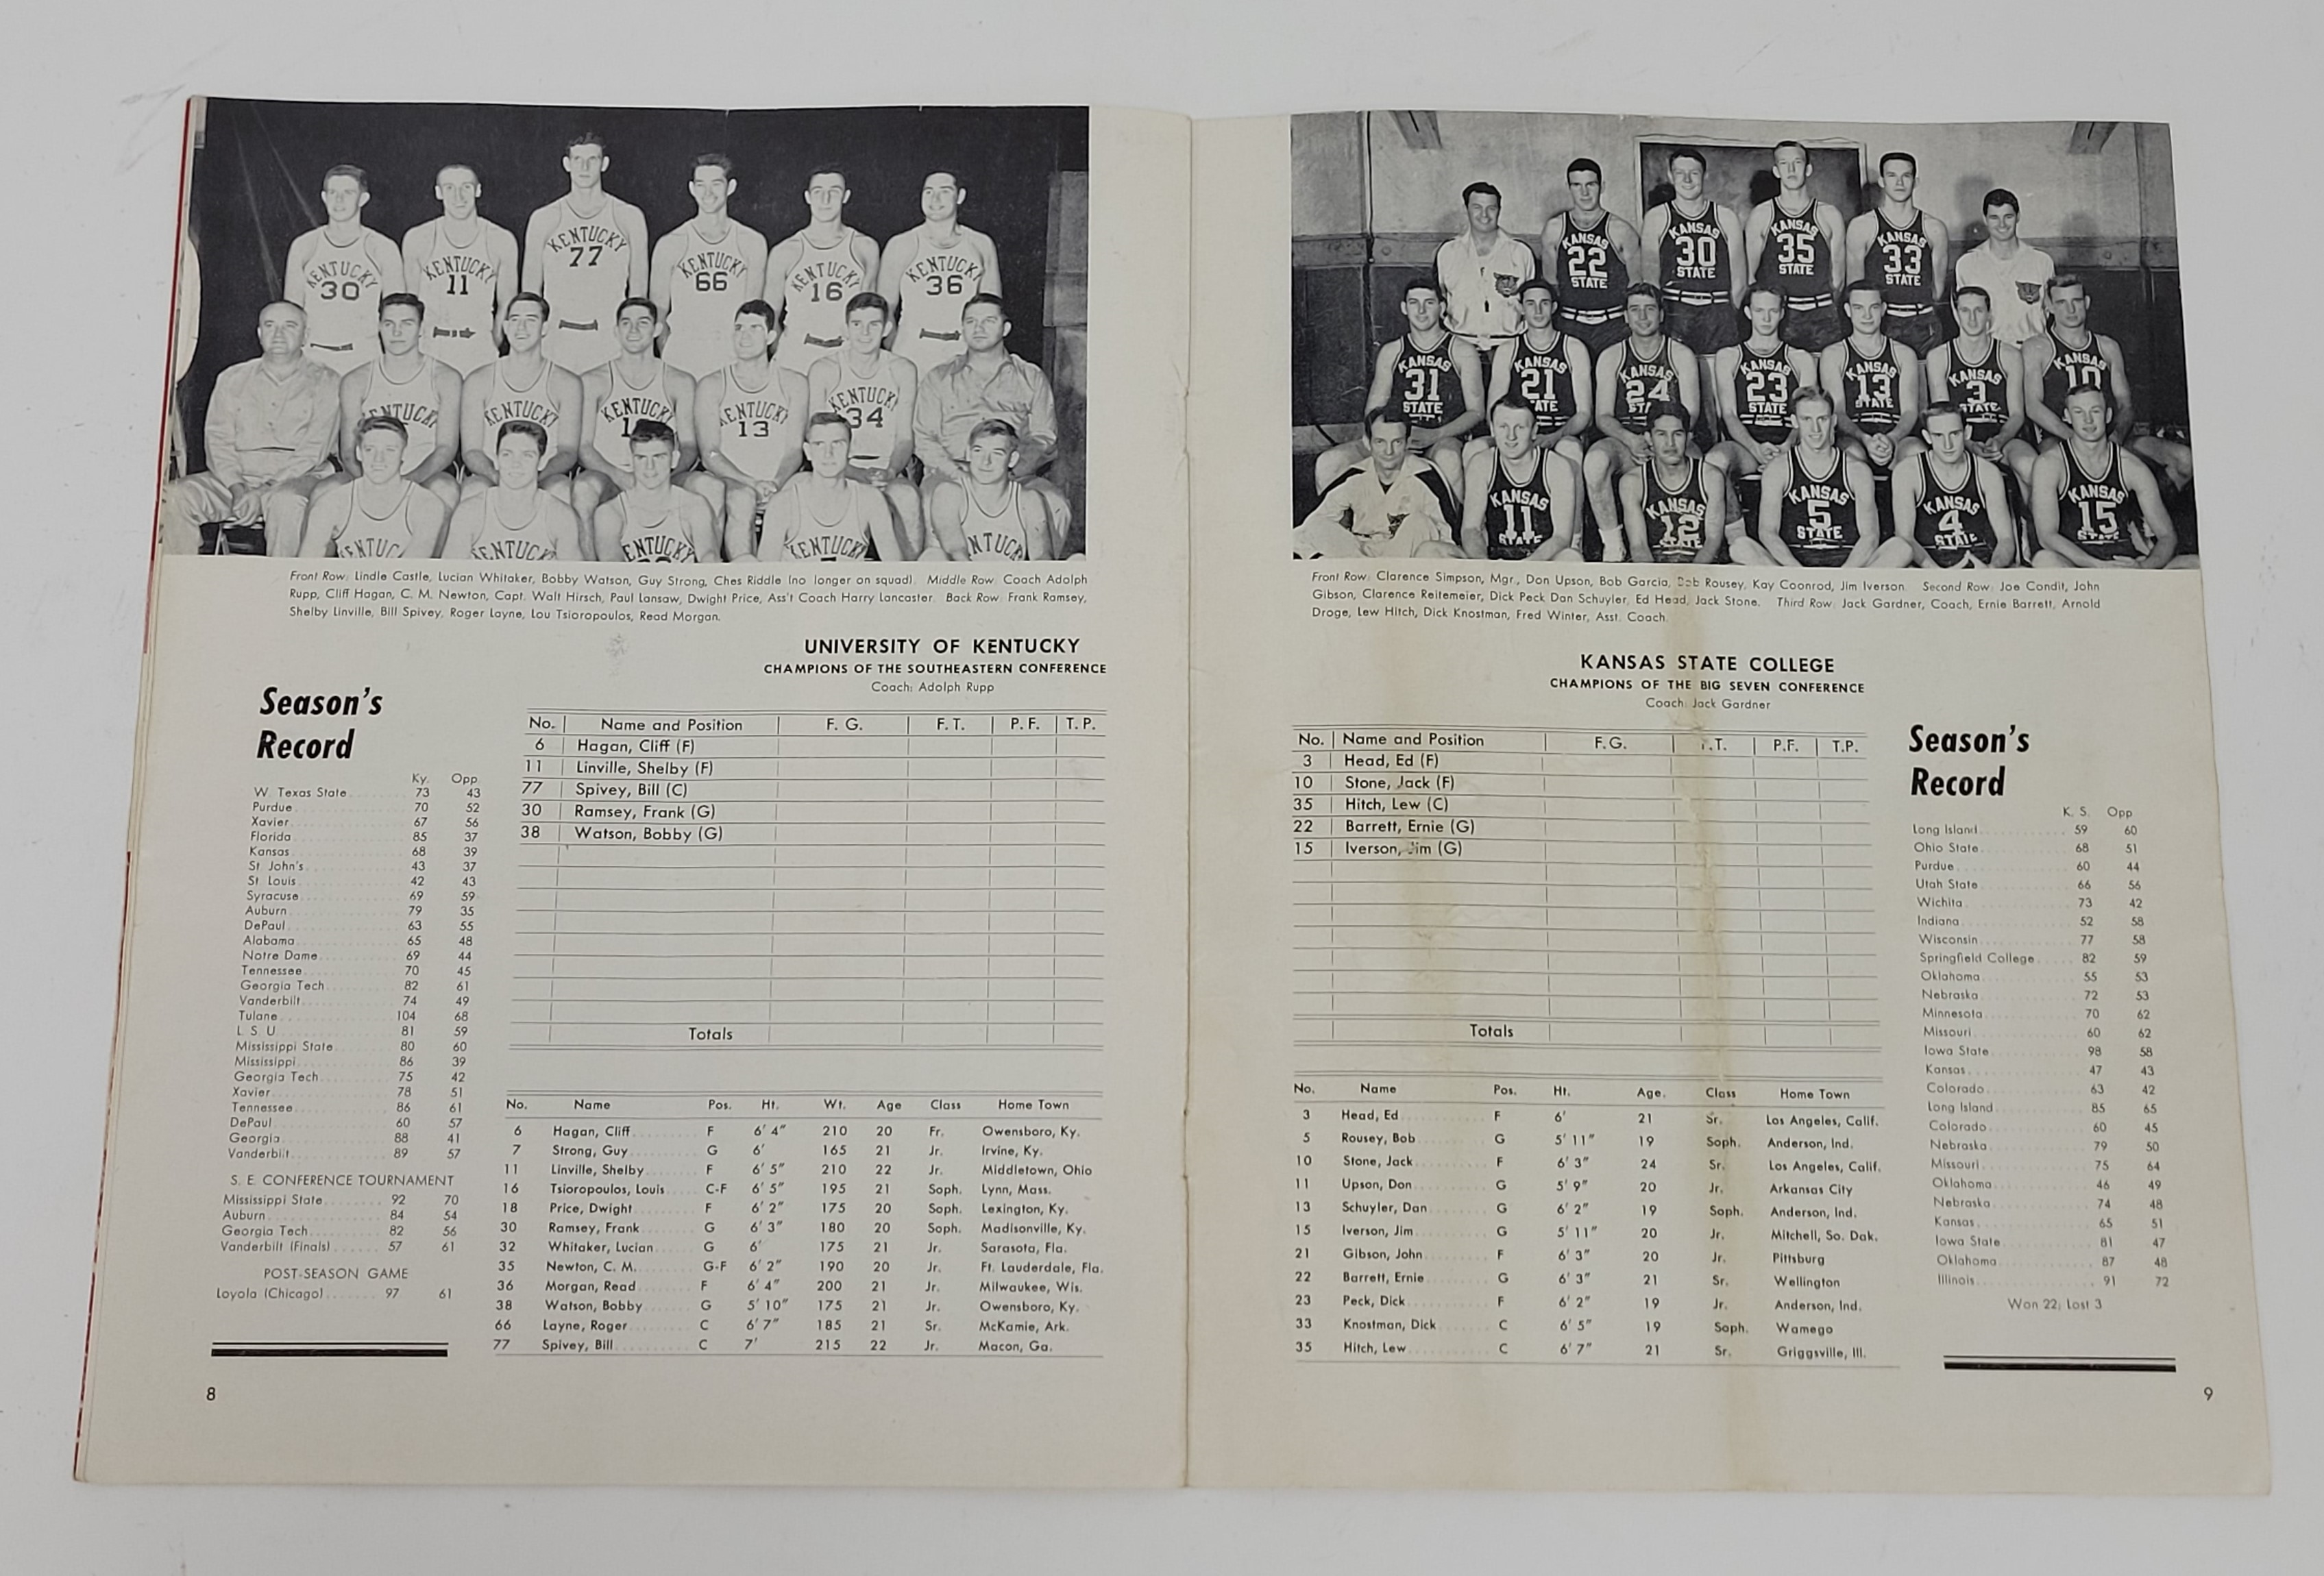 KENTUCKY 30
KENTUCKY 11
KENTUCKY 77
KENTUCKY 66
KENTUCKY 16
KENTUCKY 36
KENTUCKY
KENTUCKY
KENTUCKY
KENTUCKY 13
KENTUCKY 34
Front Row: Lindle Castle, Lucian Whitaker, Bobby Watson, Guy Strong, Ches Riddle (no longer on squad). Middle Row: Coach Adolph
Rupp, Cliff Hagan, C. M. Newton, Capt. Walt Hirsch, Paul Lansaw, Dwight Price, Ass't Coach Harry Lancaster. Back Row: Frank Ramsey,
Shelby Linville, Bill Spivey, Roger Layne, Lou Tsioropoulos, Read Morgan.
UNIVERSITY OF KENTUCKY
CHAMPIONS OF THE SOUTHEASTERN CONFERENCE
Coach: Adolph Rupp
Season's
Record
Ky. Opp.
W. Texas State 73 43
Purdue 70 52
Xavier 67 56
Florida 85 37
Kansas 68 39
St. John's 43 37
St. Louis 42 43
Syracuse 69 59
Auburn 79 35
DePaul 63 55
Alabama 65 48
Notre Dame 69 44
Tennessee 70 45
Georgia Tech 82 61
Vanderbilt 74 49
Tulane 104 68
L. S. U. 81 59
Mississippi State 80 60
Mississippi 86 39
Georgia Tech 75 42
Xavier 78 51
Tennessee 86 61
DePaul 60 57
Georgia 88 41
Vanderbilt 89 57
S. E. CONFERENCE TOURNAMENT
Mississippi State 92 70
Auburn 84 54
Georgia Tech 82 56
Vanderbilt (Finals) 57 61
POST-SEASON GAME
Loyola (Chicago) 97 61
No. Name and Position F. G. F. T. P. F. T. P.
6 Hagan, Cliff (F)
11 Linville, Shelby (F)
77 Spivey, Bill (C)
30 Ramsey, Frank (G)
38 Watson, Bobby (G)
Totals
No. Name Pos. Ht. Wt. Age Class Home Town
6 Hagan, Cliff F 6' 4" 210 20 Fr. Owensboro, Ky.
7 Strong, Guy G 6' 165 21 Jr. Irvine, Ky.
11 Linville, Shelby F 6' 5" 210 22 Jr. Middletown, Ohio
16 Tsioropoulos, Louis C-F 6' 5" 195 21 Soph. Lynn, Mass.
18 Price, Dwight F 6' 2" 175 20 Soph. Lexington, Ky.
30 Ramsey, Frank G 6' 3" 180 20 Soph. Madisonville, Ky.
32 Whitaker, Lucian G 6' 175 21 Jr. Sarasota, Fla.
35 Newton, C. M. G-F 6' 2" 190 20 Jr. Ft. Lauderdale, Fla.
36 Morgan, Read F 6' 4" 200 21 Jr. Milwaukee, Wis.
38 Watson, Bobby G 5' 10" 175 21 Jr. Owensboro, Ky.
66 Layne, Roger C 6' 7" 185 21 Sr. McKamie, Ark.
77 Spivey, Bill C 7' 215 22 Jr. Macon, Ga.
8
KANSAS 22 STATE
KANSAS 30 STATE
KANSAS 35 STATE
KANSAS 33 STATE
KANSAS 31 STATE
KANSAS 21
KANSAS 24
KANSAS 23 STATE
KANSAS 13 STATE
KANSAS 3 STATE
KANSAS 10
KANSAS 11 STATE
KANSAS 12 STATE
KANSAS 5 STATE
KANSAS 4 STATE
KANSAS 15 STATE
Front Row: Clarence Simpson, Mgr., Don Upson, Bob Garcia, Bob Rousey, Kay Coonrod, Jim Iverson. Second Row: Joe Condit, John
Gibson, Clarence Reitemeier, Dick Peck Dan Schuyler, Ed Head, Jack Stone. Third Row: Jack Gardner, Coach, Ernie Barrett, Arnold
Droge, Lew Hitch, Dick Knostman, Fred Winter, Asst. Coach.
KANSAS STATE COLLEGE
CHAMPIONS OF THE BIG SEVEN CONFERENCE
Coach: Jack Gardner
No. Name and Position F.G. F.T. P.F. T.P.
3 Head, Ed (F)
10 Stone, Jack (F)
35 Hitch, Lew (C)
22 Barrett, Ernie (G)
15 Iverson, Jim (G)
Totals
No. Name Pos. Ht. Age. Class Home Town
3 Head, Ed F 6' 21 Sr. Los Angeles, Calif.
5 Rousey, Bob G 5' 11" 19 Soph. Anderson, Ind.
10 Stone, Jack F 6' 3" 24 Sr. Los Angeles, Calif.
11 Upson, Don G 5' 9" 20 Jr. Arkansas City
13 Schuyler, Dan G 6' 2" 19 Soph. Anderson, Ind.
15 Iverson, Jim G 5' 11" 20 Jr. Mitchell, So. Dak.
21 Gibson, John F 6' 3" 20 Jr. Pittsburg
22 Barrett, Ernie G 6' 3" 21 Sr. Wellington
23 Peck, Dick F 6' 2" 19 Jr. Anderson, Ind.
33 Knostman, Dick C 6' 5" 19 Soph. Wamego
35 Hitch, Lew C 6' 7" 21 Sr. Griggsville, Ill.
Season's
Record
K. S. Opp
Long Island 59 60
Ohio State 68 51
Purdue 60 44
Utah State 66 56
Wichita 73 42
Indiana 52 58
Wisconsin 77 58
Springfield College 82 59
Oklahoma 55 53
Nebraska 72 53
Minnesota 70 62
Missouri 60 62
Iowa State 98 58
Kansas 47 43
Colorado 63 42
Long Island 85 65
Colorado 60 45
Nebraska 79 50
Missouri 75 64
Oklahoma 46 49
Nebraska 74 48
Kansas 65 51
Iowa State 81 47
Oklahoma 87 48
Illinois 91 72
Won 22; Lost 3
9